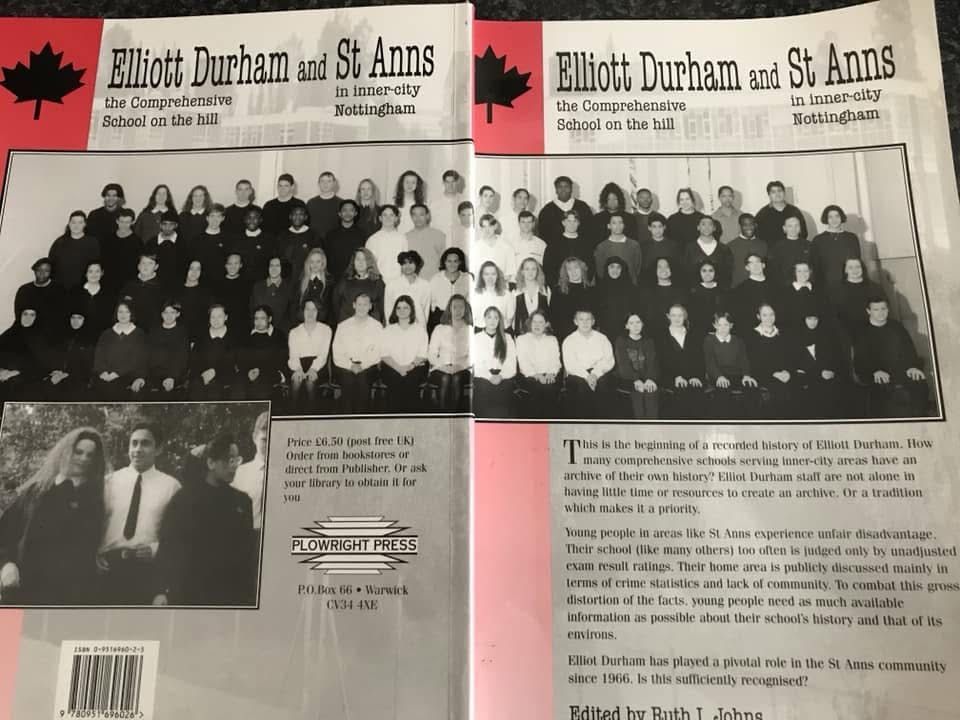 Elliott Durham and St Anns
the Comprehensive
School on the hill
in inner-city
Nottingham
Price £6.50 (post free UK)
Order from bookstores or
direct from Publisher. Or ask
your library to obtain it for
you
PLOWRIGHT PRESS
P.O.Box 66 • Warwick
CV34 4XE
ISBN 0-9516960-2-5
9 780951 696026 >
Elliott Durham and St Anns
the Comprehensive
School on the hill
in inner-city
Nottingham
This is the beginning of a recorded history of Elliott Durham. How
many comprehensive schools serving inner-city areas have an
archive of their own history? Elliot Durham staff are not alone in
having little time or resources to create an archive. Or a tradition
which makes it a priority.
Young people in areas like St Anns experience unfair disadvantage.
Their school (like many others) too often is judged only by unadjusted
exam result ratings. Their home area is publicly discussed mainly in
terms of crime statistics and lack of community. To combat this gross
distortion of the facts, young people need as much available
information as possible about their school's history and that of its
environs.
Elliot Durham has played a pivotal role in the St Anns community
since 1966. Is this sufficiently recognised?
Edited by Ruth I. Johns